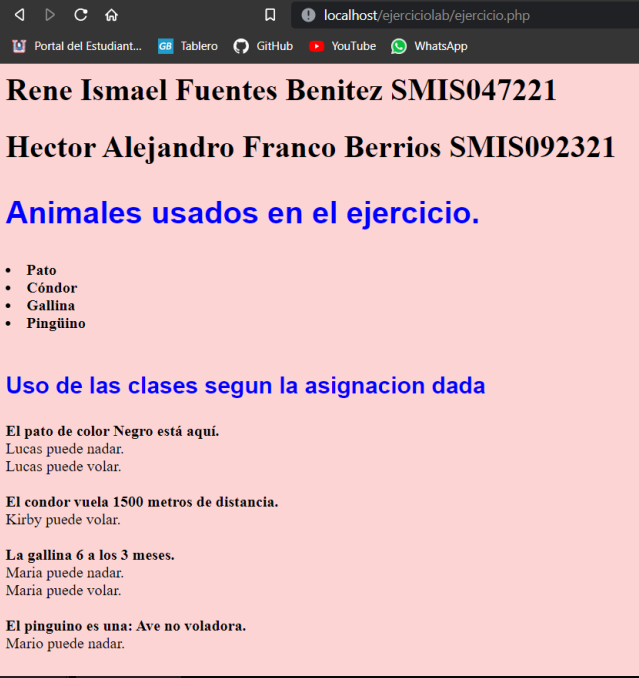 localhost/ejerciciolab/ejercicio.php
Portal del Estudiant... GB Tablero GitHub YouTube WhatsApp
Rene Ismael Fuentes Benitez SMIS047221
Hector Alejandro Franco Berrios SMIS092321
Animales usados en el ejercicio.
• Pato
• Cóndor
• Gallina
• Pingüino
Uso de las clases segun la asignacion dada
El pato de color Negro está aquí.
Lucas puede nadar.
Lucas puede volar.
El condor vuela 1500 metros de distancia.
Kirby puede volar.
La gallina 6 a los 3 meses.
Maria puede nadar.
Maria puede volar.
El pinguino es una: Ave no voladora.
Mario puede nadar.